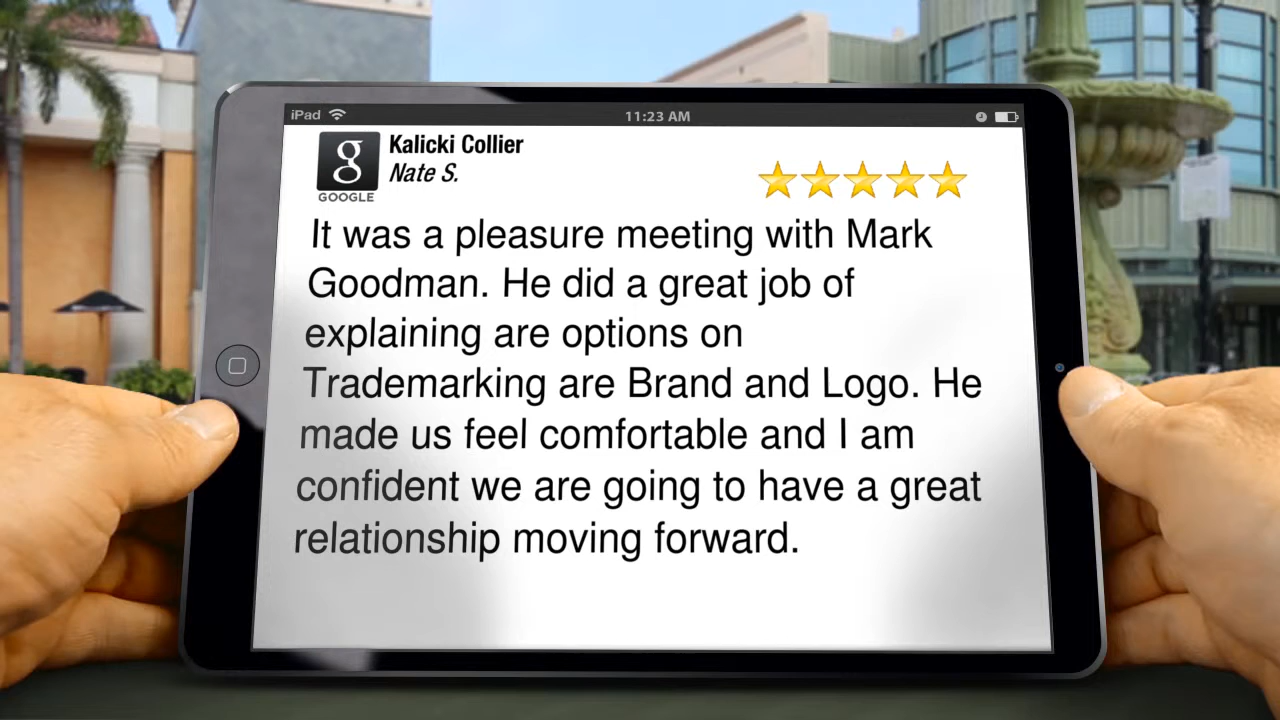 iPad 11:23 AM
g
GOOGLE
Kalicki Collier
Nate S.
It was a pleasure meeting with Mark
Goodman. He did a great job of
explaining are options on
Trademarking are Brand and Logo. He
made us feel comfortable and I am
confident we are going to have a great
relationship moving forward.